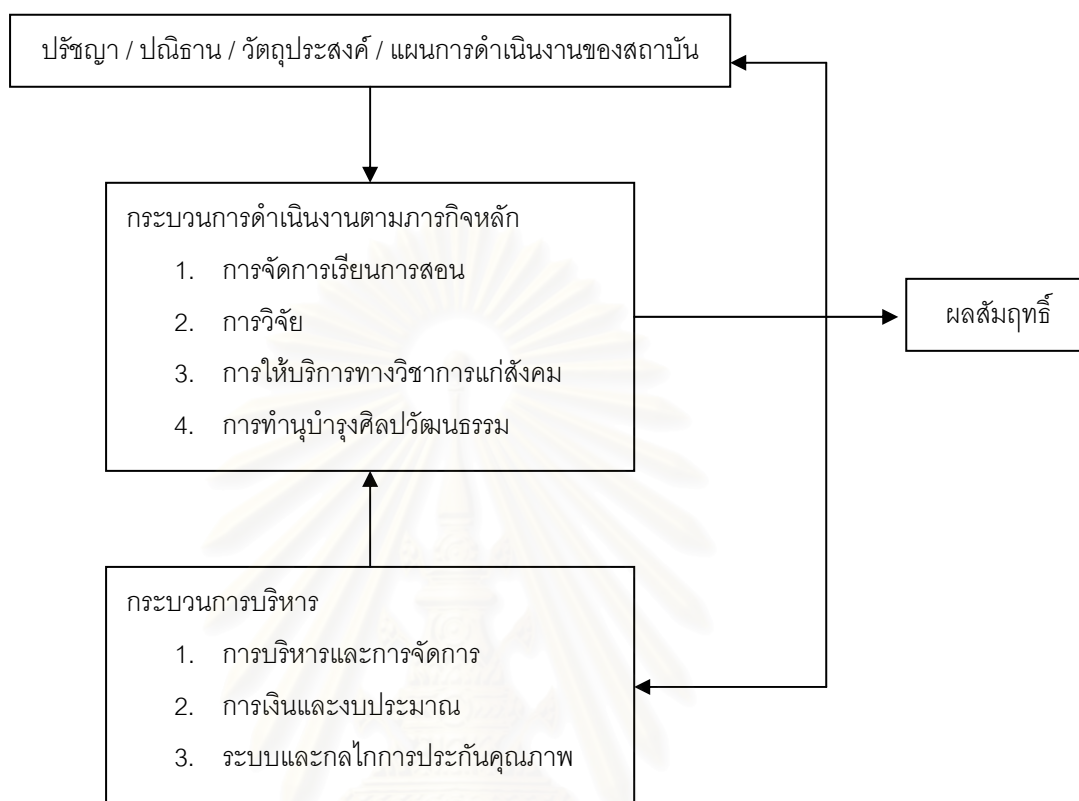 ปรัชญา / ปณิธาน / วัตถุประสงค์ / แผนการดำเนินงานของสถาบัน
กระบวนการดำเนินงานตามภารกิจหลัก
1. การจัดการเรียนการสอน
2. การวิจัย
3. การให้บริการทางวิชาการแก่สังคม
4. การทำนุบำรุงศิลปวัฒนธรรม
ผลสัมฤทธิ์
กระบวนการบริหาร
1. การบริหารและการจัดการ
2. การเงินและงบประมาณ
3. ระบบและกลไกการประกันคุณภาพ